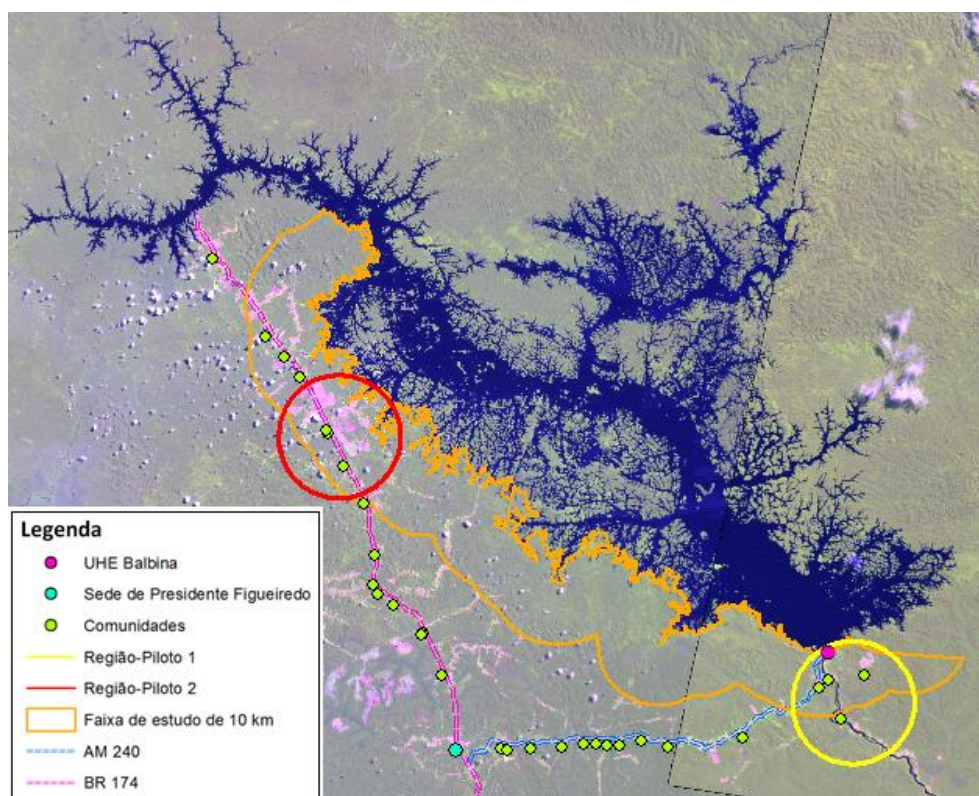 Legenda
UHE Balbina
Sede de Presidente Figueiredo
Comunidades
Região-Piloto 1
Região-Piloto 2
Faixa de estudo de 10 km
AM 240
BR 174